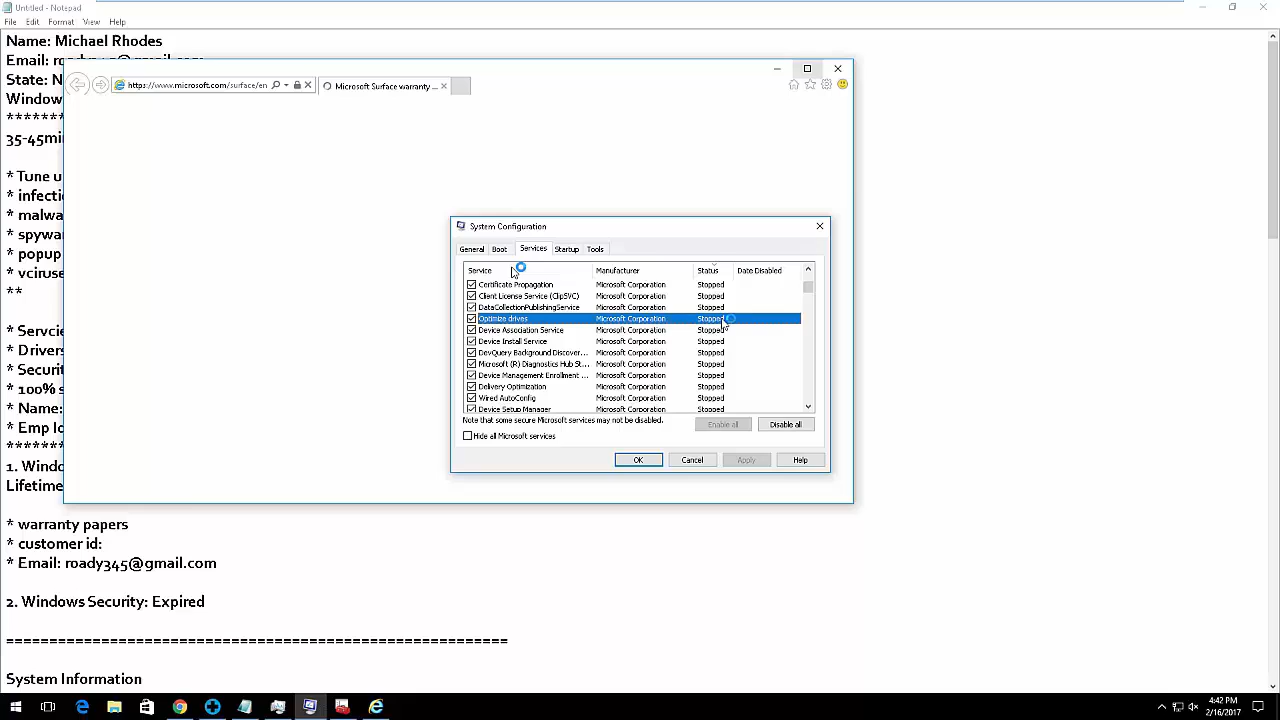 Untitled - Notepad
File Edit Format View Help
Name: Michael Rhodes
Email:
State: N
Window
*******
35-45mi
* Tune u
* infecti
* malwa
* spywa
* popup
* vciruse
**
* Servcie
* Drivers
* Securit
* 100% s
* Name:
* Emp Io
*******
1. Windo
Lifetime
* warranty papers
* customer id:
* Email: roady345@gmail.com
2. Windows Security: Expired
==========================================================
System Information
https://www.microsoft.com/surface/en
Microsoft Surface warranty ...
System Configuration
General Boot Services Startup Tools
Service Manufacturer Status Date Disabled
Certificate Propagation Microsoft Corporation Stopped
Client License Service (ClipSVC) Microsoft Corporation Stopped
DataCollectionPublishingService Microsoft Corporation Stopped
Optimize drives Microsoft Corporation Stopped
Device Association Service Microsoft Corporation Stopped
Device Install Service Microsoft Corporation Stopped
DevQuery Background Discover... Microsoft Corporation Stopped
Microsoft (R) Diagnostics Hub St... Microsoft Corporation Stopped
Device Management Enrollment ... Microsoft Corporation Stopped
Delivery Optimization Microsoft Corporation Stopped
Wired AutoConfig Microsoft Corporation Stopped
Device Setup Manager Microsoft Corporation Stopped
Note that some secure Microsoft services may not be disabled.
Enable all Disable all
Hide all Microsoft services
OK Cancel Apply Help
4:42 PM
2/16/2017